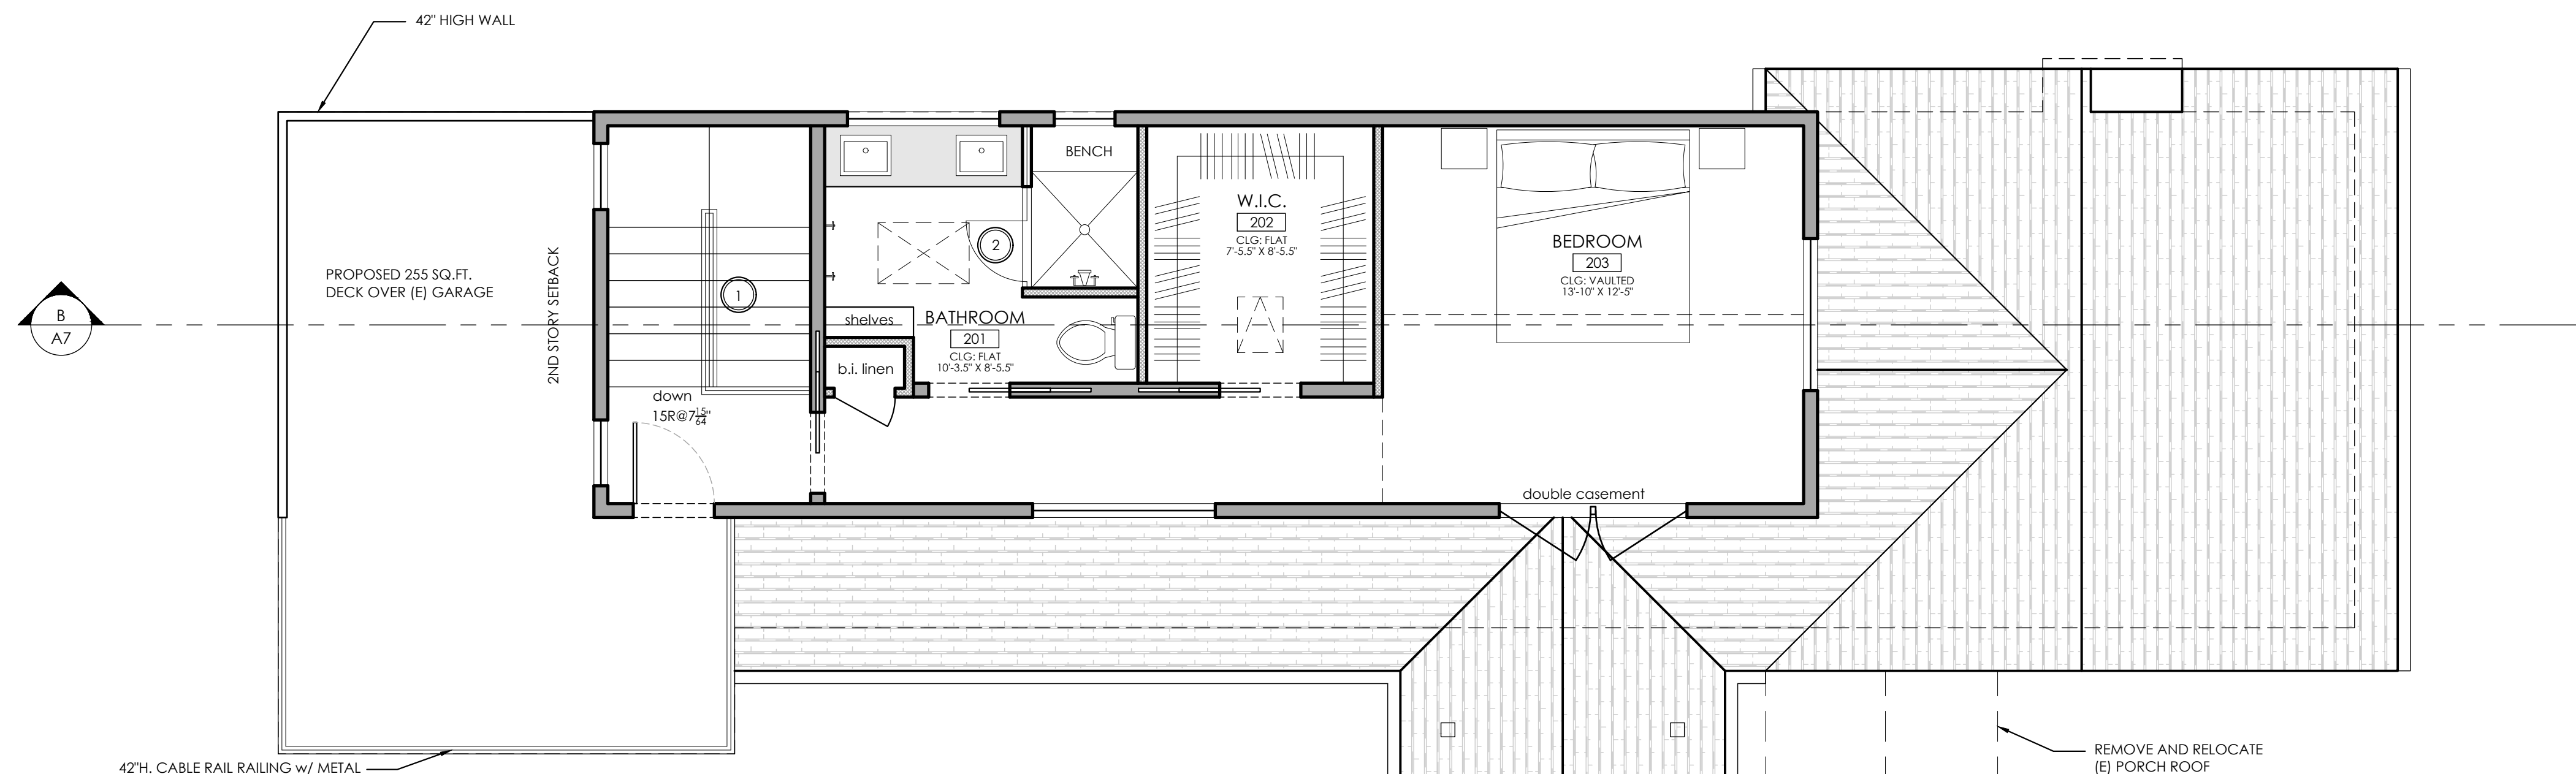 42" HIGH WALL
BENCH
W.I.C.
202
CLG: FLAT
7'-5.5" X 8'-5.5"
2
BEDROOM
203
CLG: VAULTED
13'-10" X 12'-5"
PROPOSED 255 SQ.FT.
DECK OVER (E) GARAGE
2ND STORY SETBACK
1
B
A7
shelves
BATHROOM
201
CLG: FLAT
10'-3.5" X 8'-5.5"
b.i. linen
down
15R@7 15/64"
double casement
REMOVE AND RELOCATE
(E) PORCH ROOF
42"H. CABLE RAIL RAILING w/ METAL